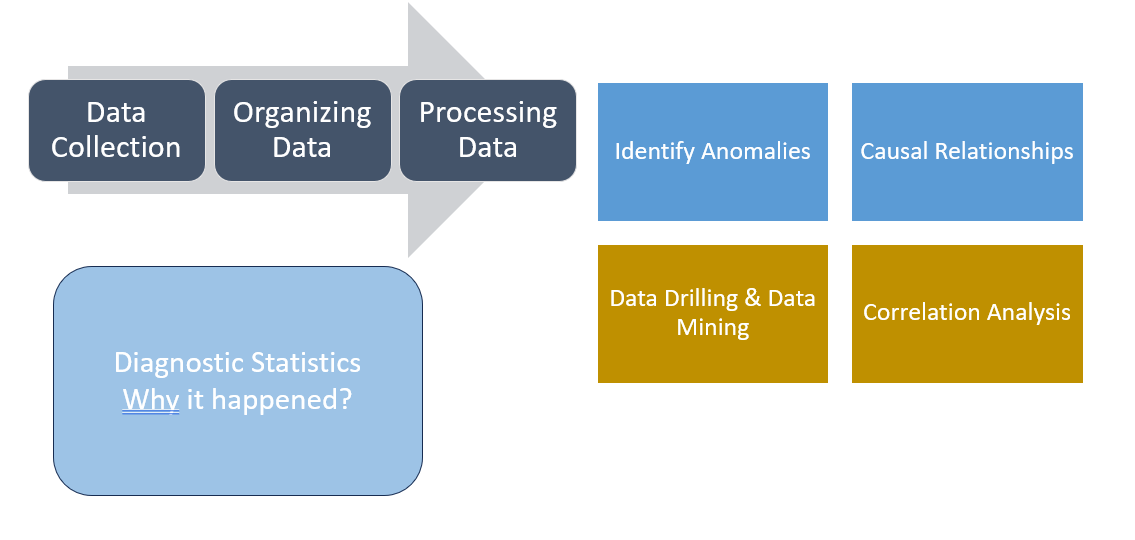 Data
Collection
Organizing
Data
Processing
Data
Identify Anomalies
Causal Relationships
Data Drilling & Data
Mining
Correlation Analysis
Diagnostic Statistics
Why it happened?